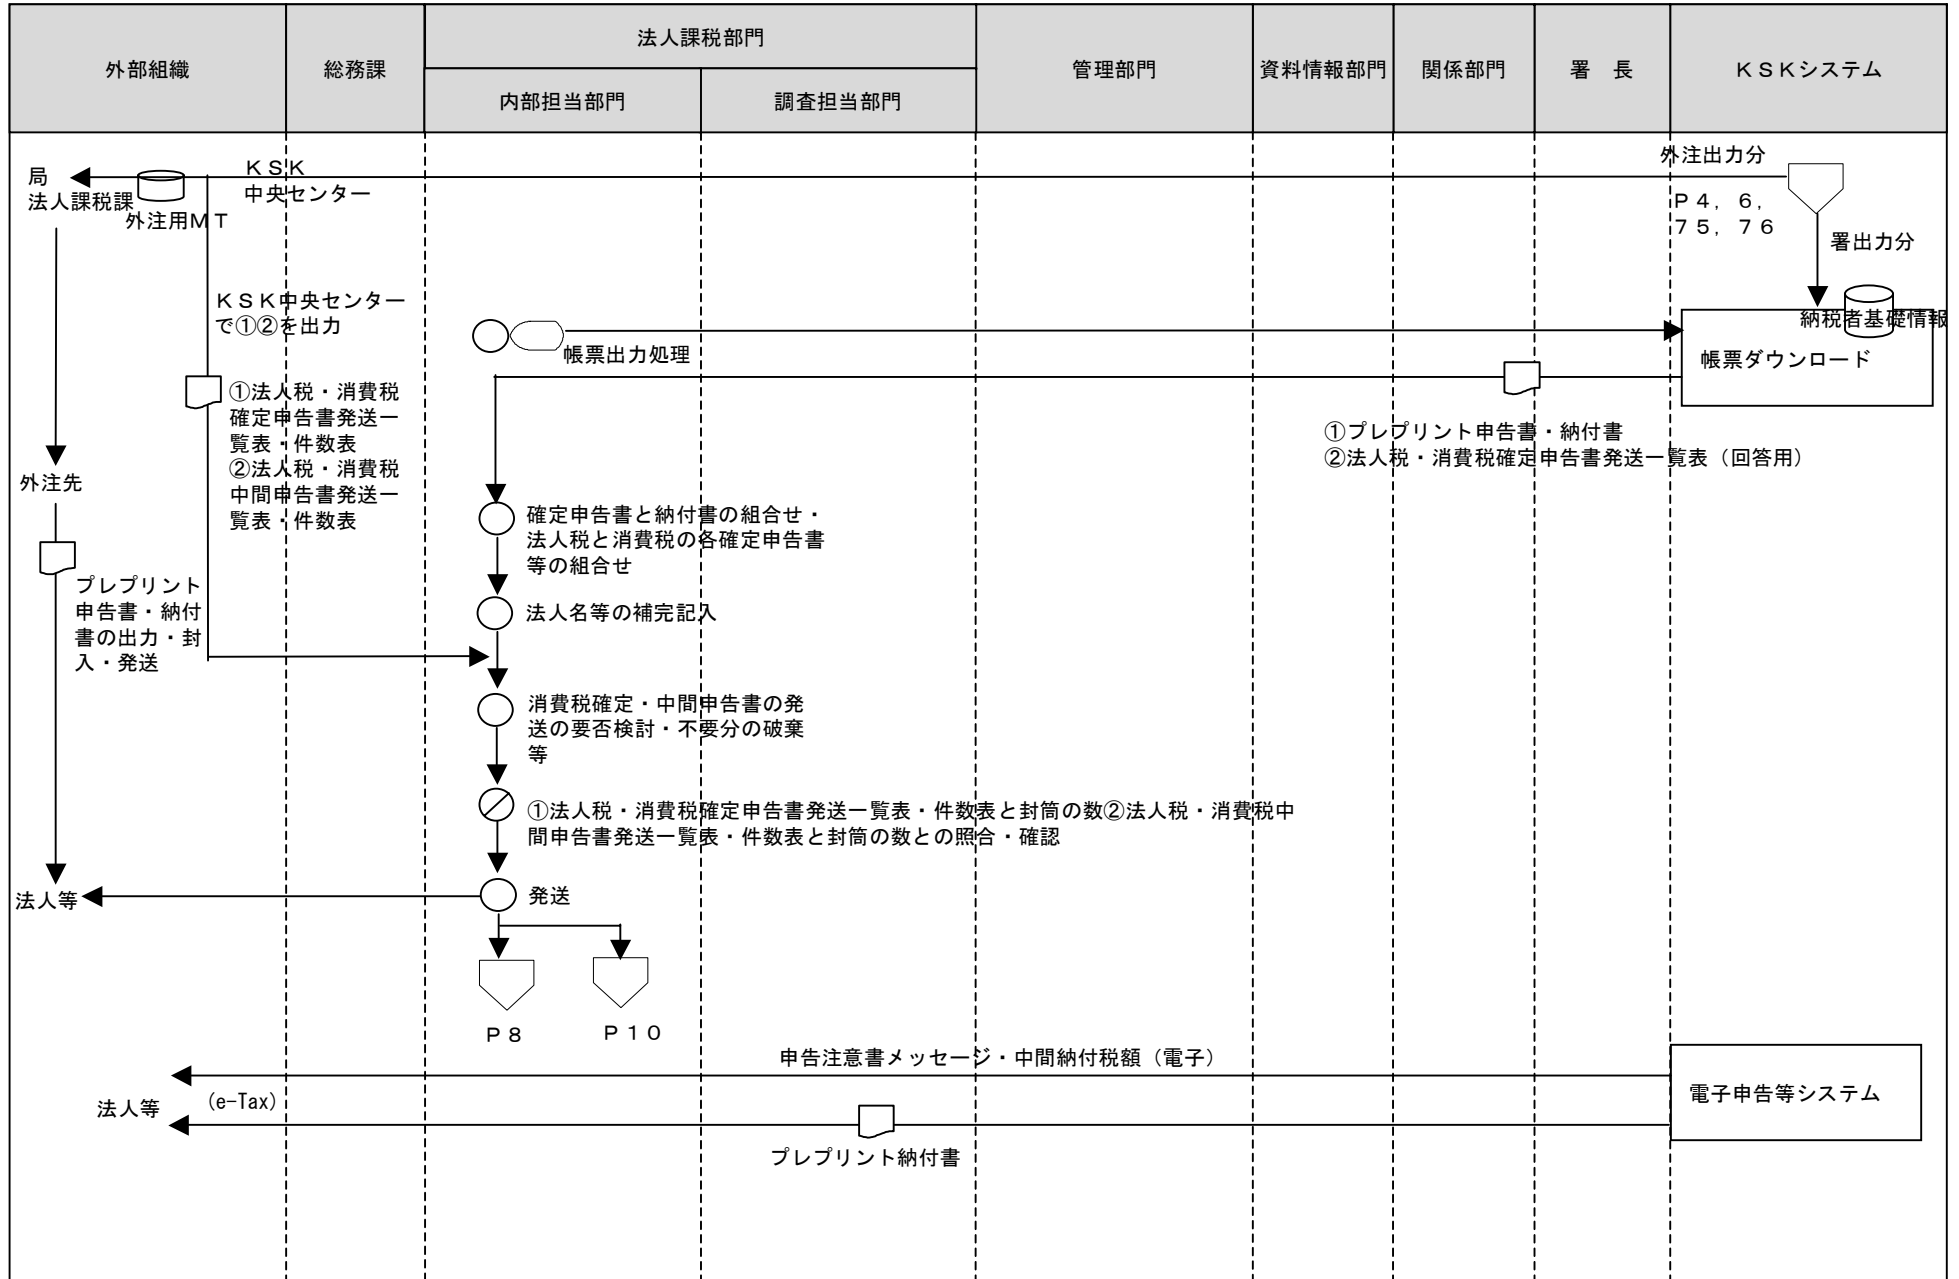 外部組織
総務課
法人課税部門
内部担当部門
調査担当部門
管理部門
資料情報部門
関係部門
署　長
ＫＳＫシステム
局
法人課税課
外注用ＭＴ
ＫＳＫ
中央センター
外注出力分
Ｐ４，６，
７５，７６
署出力分
納税者基礎情報
帳票ダウンロード
ＫＳＫ中央センター
で①②を出力
帳票出力処理
①法人税・消費税
確定申告書発送一
覧表・件数表
②法人税・消費税
中間申告書発送一
覧表・件数表
①プレプリント申告書・納付書
②法人税・消費税確定申告書発送一覧表（回答用）
外注先
確定申告書と納付書の組合せ・
法人税と消費税の各確定申告書
等の組合せ
プレプリント
申告書・納付
書の出力・封
入・発送
法人名等の補完記入
消費税確定・中間申告書の発
送の要否検討・不要分の破棄
等
①法人税・消費税確定申告書発送一覧表・件数表と封筒の数②法人税・消費税中
間申告書発送一覧表・件数表と封筒の数との照合・確認
法人等
発送
Ｐ８
Ｐ１０
申告注意書メッセージ・中間納付税額（電子）
法人等
(e-Tax)
電子申告等システム
プレプリント納付書